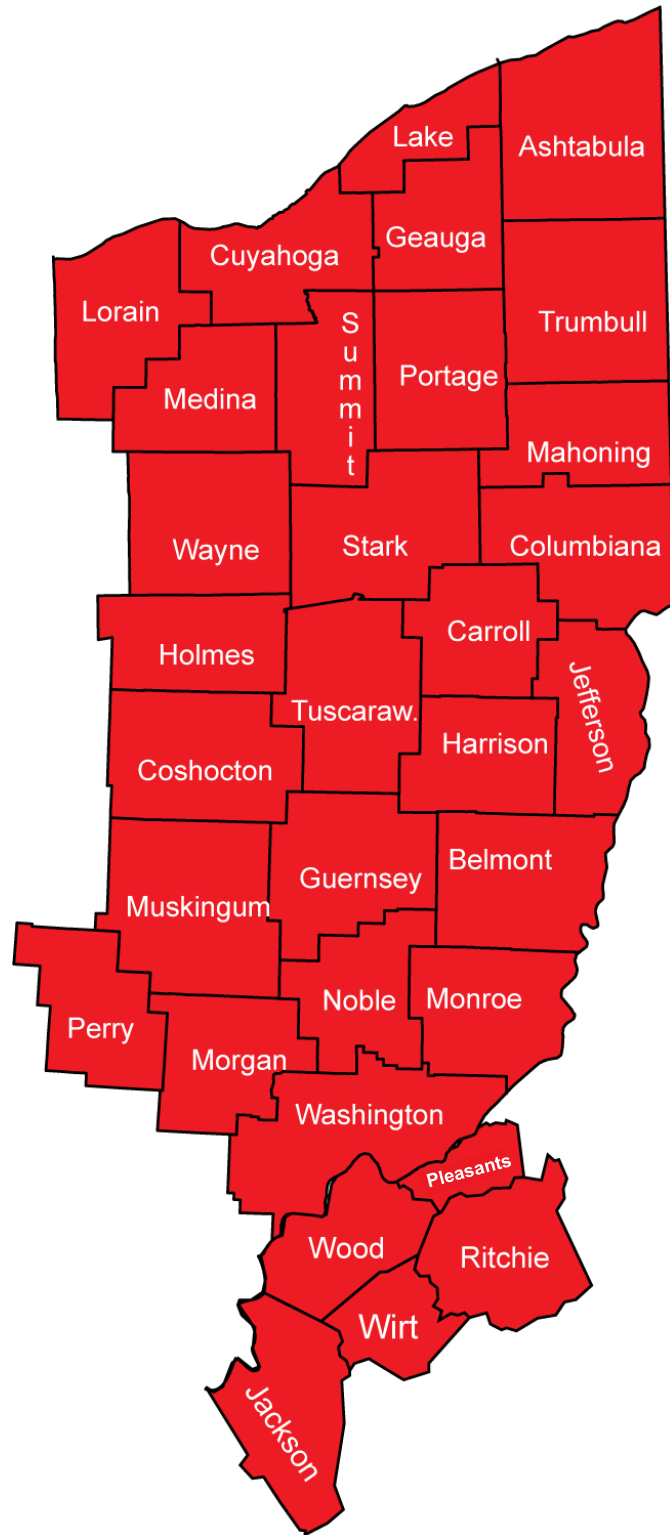 Lake
Ashtabula
Geauga
Cuyahoga
Lorain
Trumbull
Summit
Portage
Medina
Mahoning
Wayne
Stark
Columbiana
Carroll
Holmes
Jefferson
Tuscaraw.
Harrison
Coshocton
Belmont
Guernsey
Muskingum
Noble
Monroe
Perry
Morgan
Washington
Pleasants
Wood
Ritchie
Wirt
Jackson